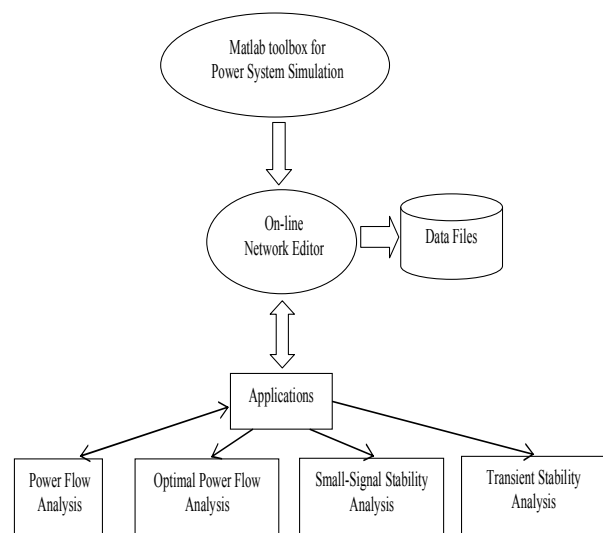 Matlab toolbox for
Power System Simulation
On-line
Network Editor
Data Files
Applications
Power Flow
Analysis
Optimal Power Flow
Analysis
Small-Signal Stability
Analysis
Transient Stability
Analysis